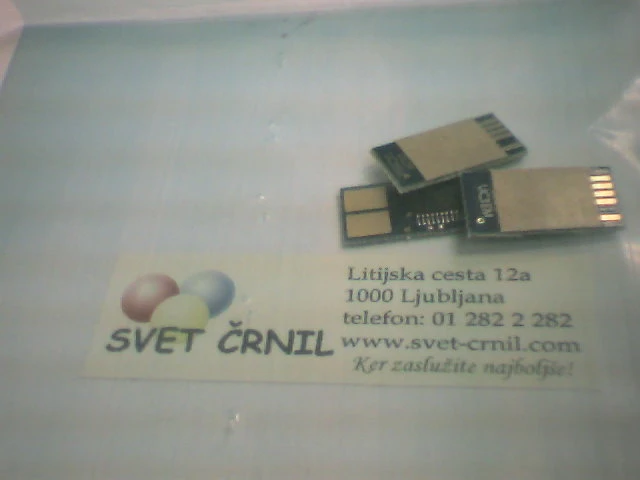 Litijska cesta 12a
1000 Ljubljana
telefon: 01 282 2 282
SVET ČRNIL
www.svet-crnil.com
Ker zaslužite najboljše!